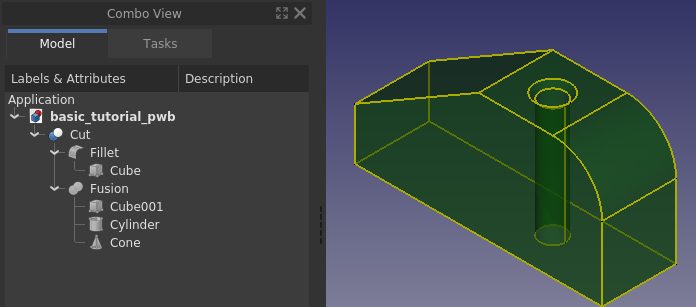 Combo View
Model Tasks
Labels & Attributes Description
Application
basic_tutorial_pwb
Cut
Fillet
Cube
Fusion
Cube001
Cylinder
Cone